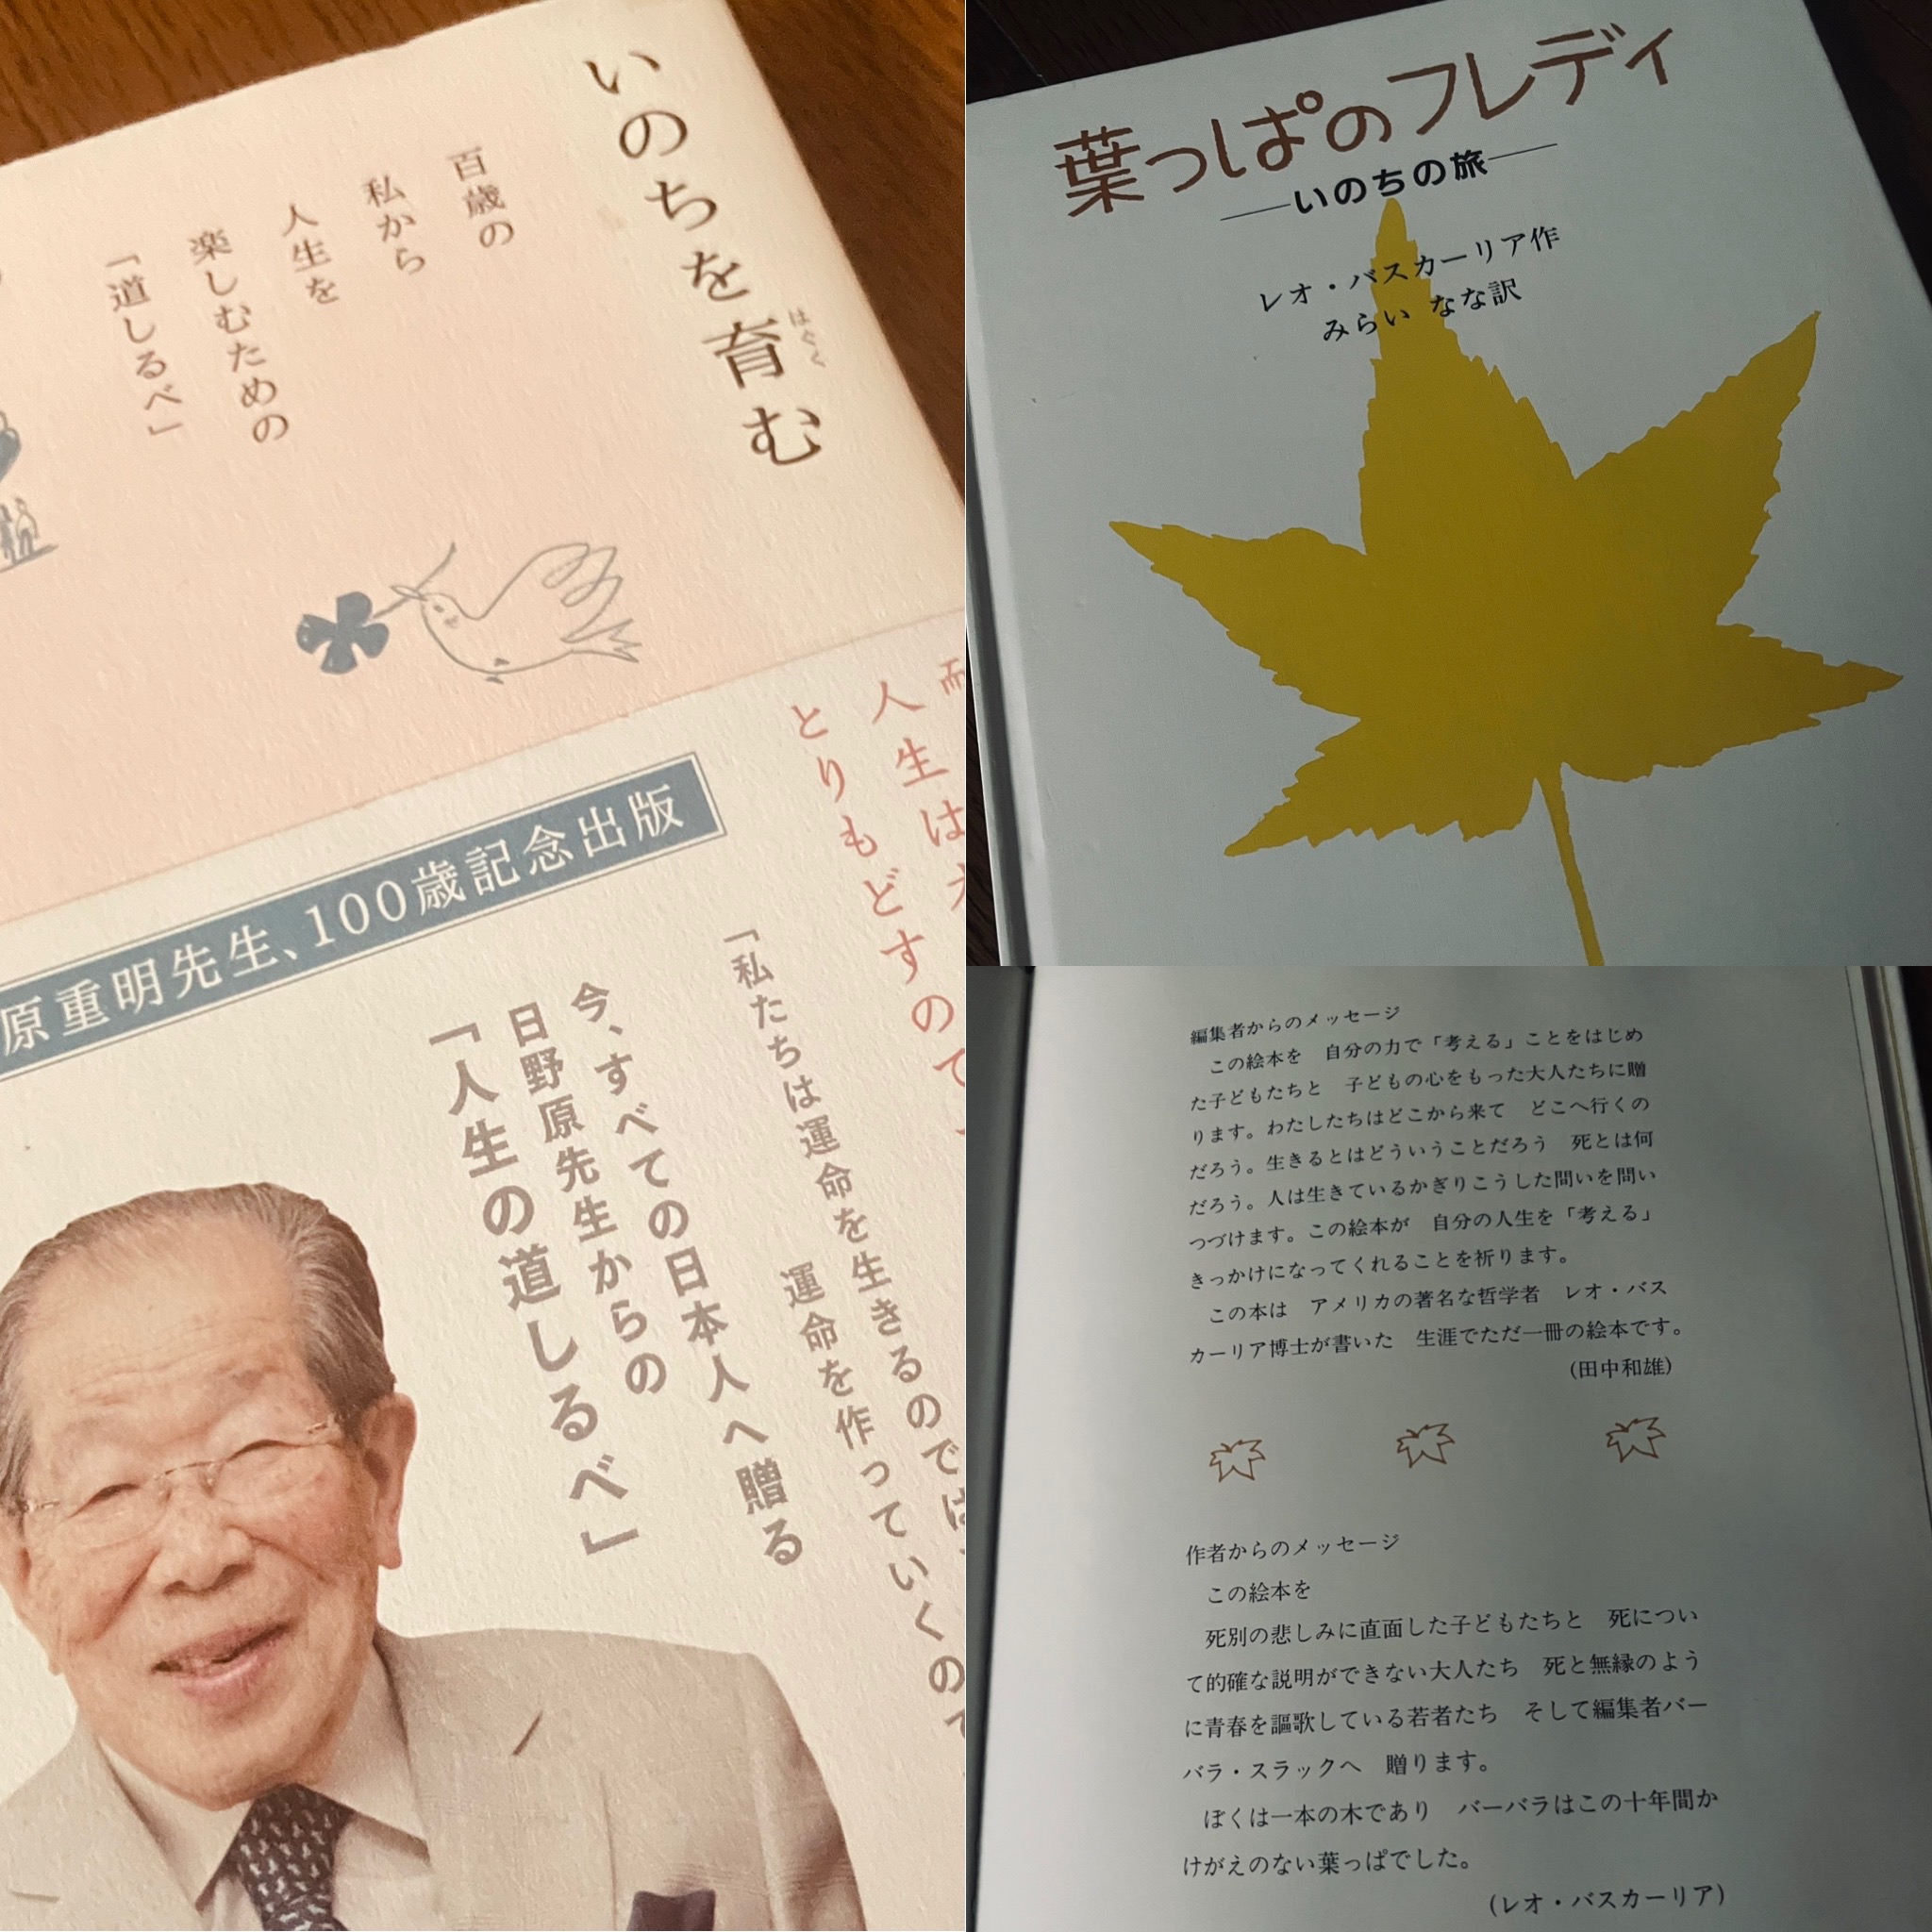 いのちを育む
はぐく
百歳の
私から
人生を
楽しむための
「道しるべ」
人生は
とりもどすので
原重明先生、100歳記念出版
「私たちは運命を生きるのでは
運命を作っていくので
今、すべての日本人へ贈る
日野原先生からの
「人生の道しるべ」
葉っぱのフレディ
―いのちの旅―
レオ・バスカーリア作
みらい なな訳
編集者からのメッセージ
この絵本を 自分の力で「考える」ことをはじめ
た子どもたちと 子どもの心をもった大人たちに贈
ります。わたしたちはどこから来て どこへ行くの
だろう。生きるとはどういうことだろう 死とは何
だろう。人は生きているかぎりこうした問いを問い
つづけます。この絵本が 自分の人生を「考える」
きっかけになってくれることを祈ります。
この本は アメリカの著名な哲学者 レオ・バス
カーリア博士が書いた 生涯でただ一冊の絵本です。
(田中和雄)
作者からのメッセージ
この絵本を
死別の悲しみに直面した子どもたちと 死につい
て的確な説明ができない大人たち 死と無縁のよう
に青春を謳歌している若者たち そして編集者バー
バラ・スラックへ 贈ります。
ぼくは一本の木であり バーバラはこの十年間か
けがえのない葉っぱでした。
(レオ・バスカーリア)